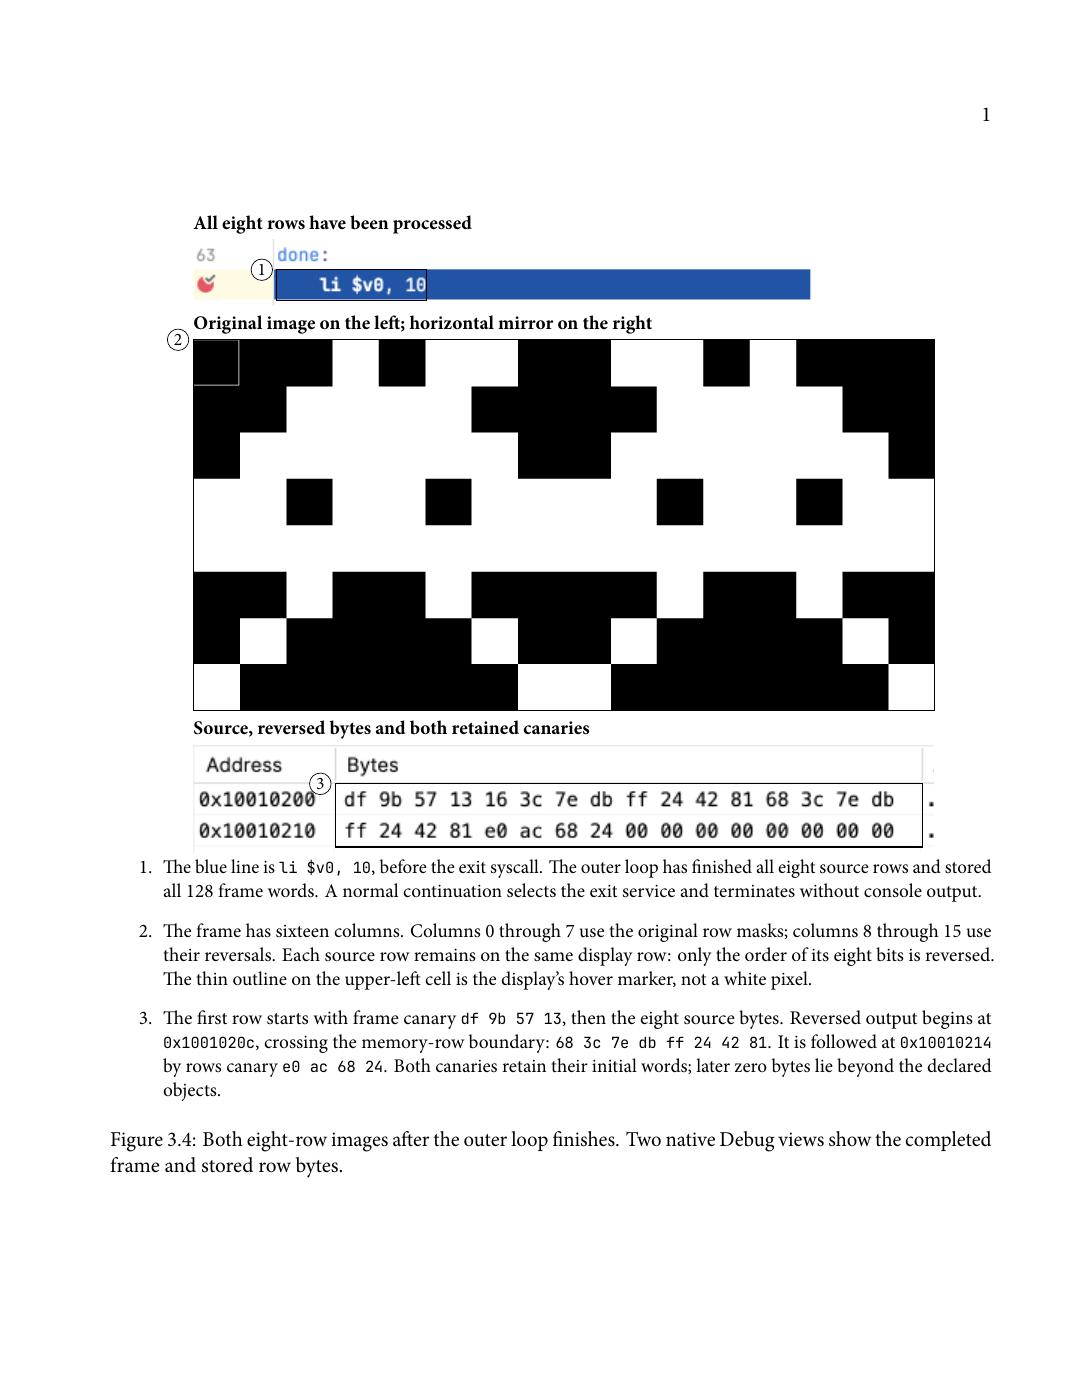 1
All eight rows have been processed
63 done:
1 li $v0, 10
Original image on the left; horizontal mirror on the right
2
Source, reversed bytes and both retained canaries
Address Bytes
3
0x10010200 df 9b 57 13 16 3c 7e db ff 24 42 81 68 3c 7e db .
0x10010210 ff 24 42 81 e0 ac 68 24 00 00 00 00 00 00 00 00 .
1. The blue line is li $v0, 10, before the exit syscall. The outer loop has finished all eight source rows and stored
all 128 frame words. A normal continuation selects the exit service and terminates without console output.
2. The frame has sixteen columns. Columns 0 through 7 use the original row masks; columns 8 through 15 use
their reversals. Each source row remains on the same display row: only the order of its eight bits is reversed.
The thin outline on the upper-left cell is the display’s hover marker, not a white pixel.
3. The first row starts with frame canary df 9b 57 13, then the eight source bytes. Reversed output begins at
0x1001020c, crossing the memory-row boundary: 68 3c 7e db ff 24 42 81. It is followed at 0x10010214
by rows canary e0 ac 68 24. Both canaries retain their initial words; later zero bytes lie beyond the declared
objects.
Figure 3.4: Both eight-row images after the outer loop finishes. Two native Debug views show the completed
frame and stored row bytes.